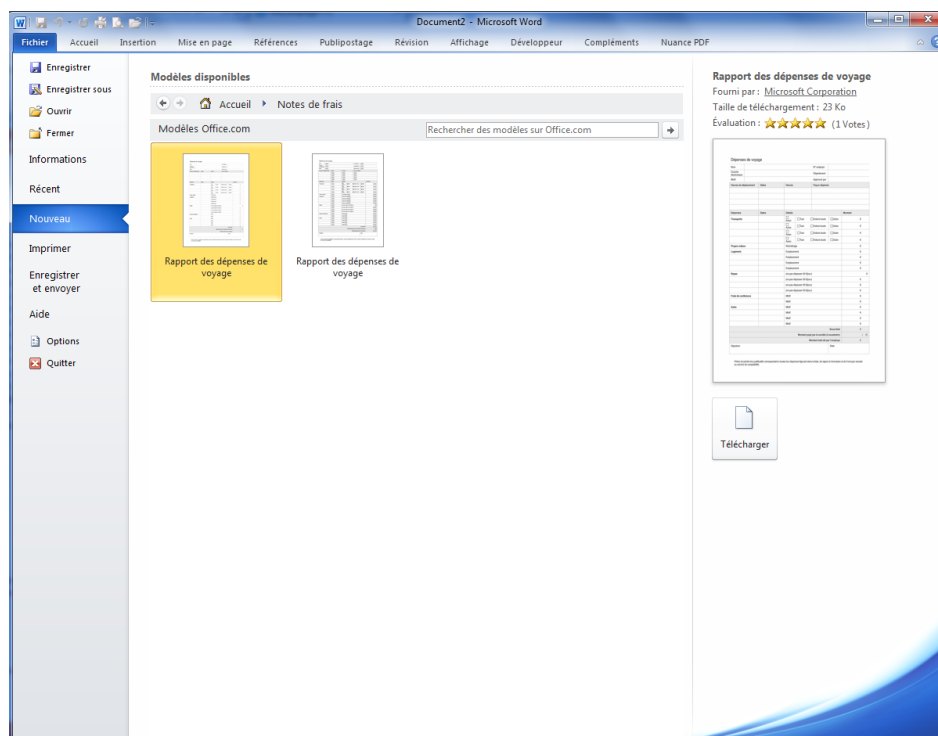 Document2 - Microsoft Word
Fichier Accueil Insertion Mise en page Références Publipostage Révision Affichage Développeur Compléments Nuance PDF
Enregistrer
Enregistrer sous
Ouvrir
Fermer
Informations
Récent
Nouveau
Imprimer
Enregistrer
et envoyer
Aide
Options
Quitter
Modèles disponibles
Accueil Notes de frais
Modèles Office.com Rechercher des modèles sur Office.com
Rapport des dépenses de
voyage
Rapport des dépenses de
voyage
Rapport des dépenses de voyage
Fourni par : Microsoft Corporation
Taille de téléchargement : 23 Ko
Évaluation : (1 Votes)
Dépenses de voyage
Télécharger